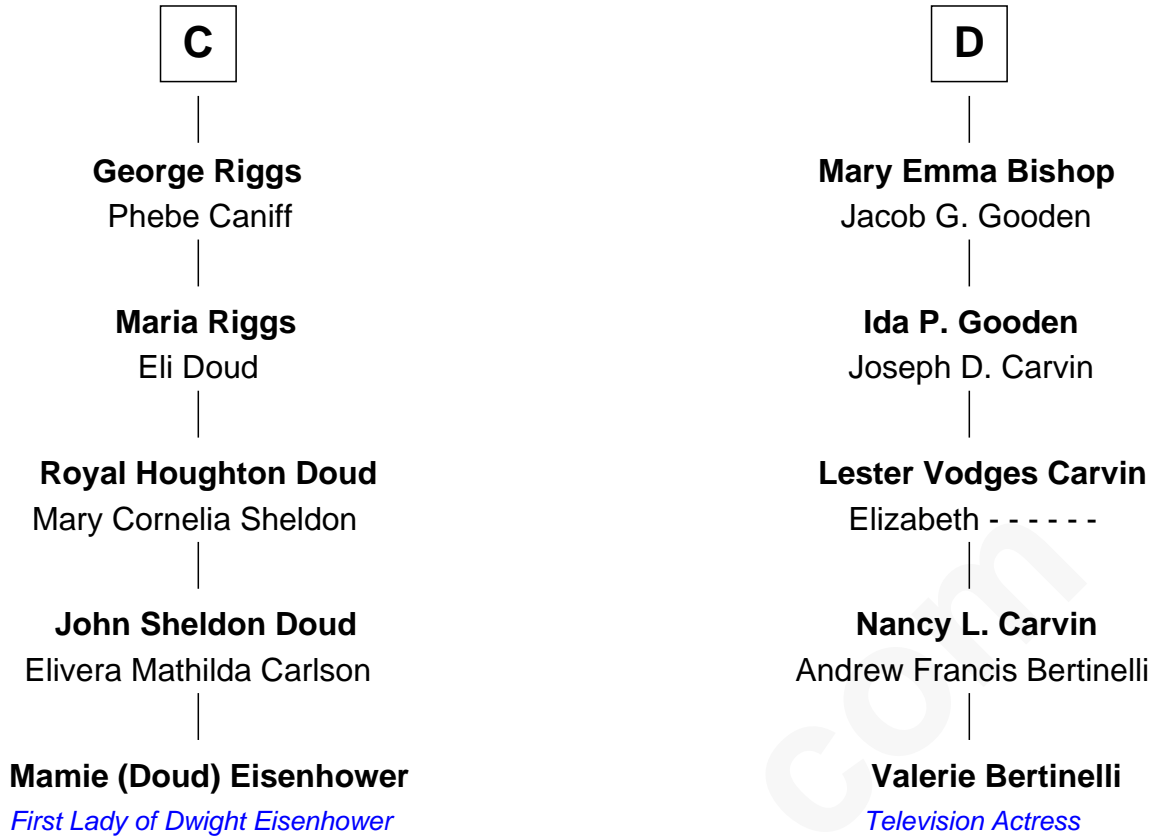 C
George Riggs
Phebe Caniff
Maria Riggs
Eli Doud
Royal Houghton Doud
Mary Cornelia Sheldon
John Sheldon Doud
Elivera Mathilda Carlson
Mamie (Doud) Eisenhower
First Lady of Dwight Eisenhower
D
Mary Emma Bishop
Jacob G. Gooden
Ida P. Gooden
Joseph D. Carvin
Lester Vodges Carvin
Elizabeth - - - - - -
Nancy L. Carvin
Andrew Francis Bertinelli
Valerie Bertinelli
Television Actress
com